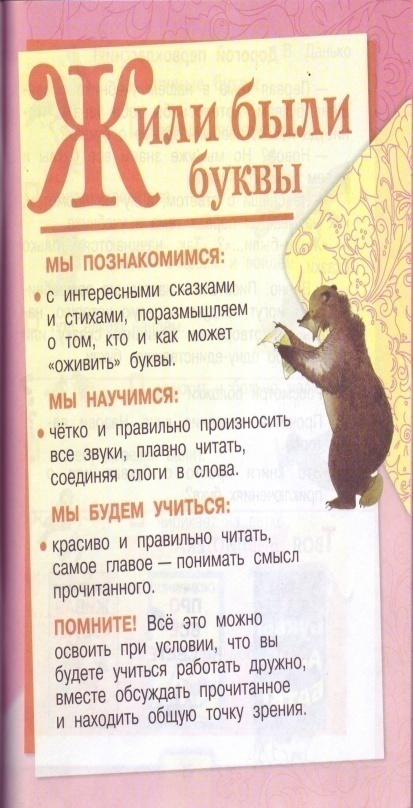 Жили были
буквы
МЫ ПОЗНАКОМИМСЯ:
• с интересными сказками
и стихами, поразмышляем
о том, кто и как может
«оживить» буквы.
МЫ НАУЧИМСЯ:
• чётко и правильно произносить
все звуки, плавно читать,
соединяя слоги в слова.
МЫ БУДЕМ УЧИТЬСЯ:
• красиво и правильно читать,
самое главое — понимать смысл
прочитанного.
ПОМНИТЕ! Всё это можно
освоить при условии, что вы
будете учиться работать дружно,
вместе обсуждать прочитанное
и находить общую точку зрения.